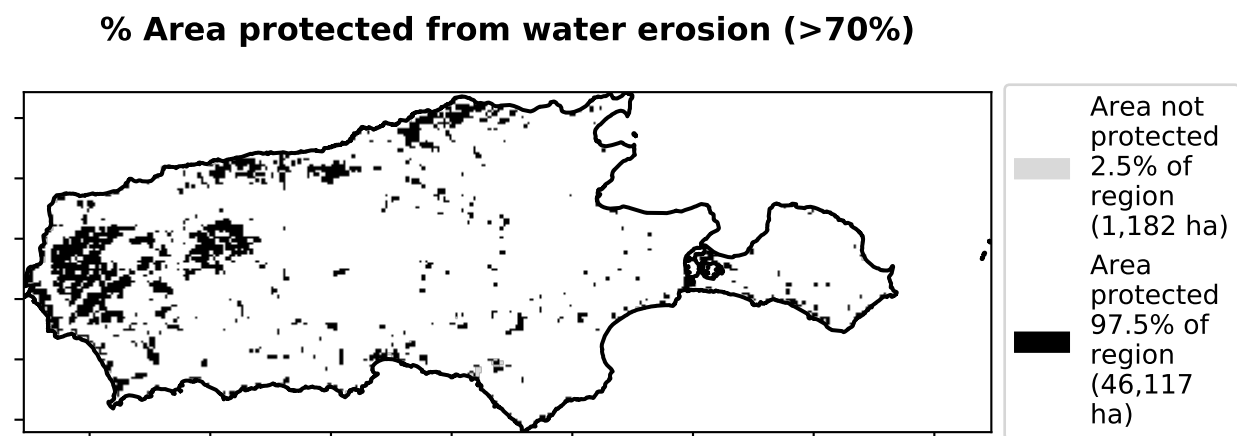 % Area protected from water erosion (>70%)
Area not
protected
2.5% of
region
(1,182 ha)
Area
protected
97.5% of
region
(46,117
ha)